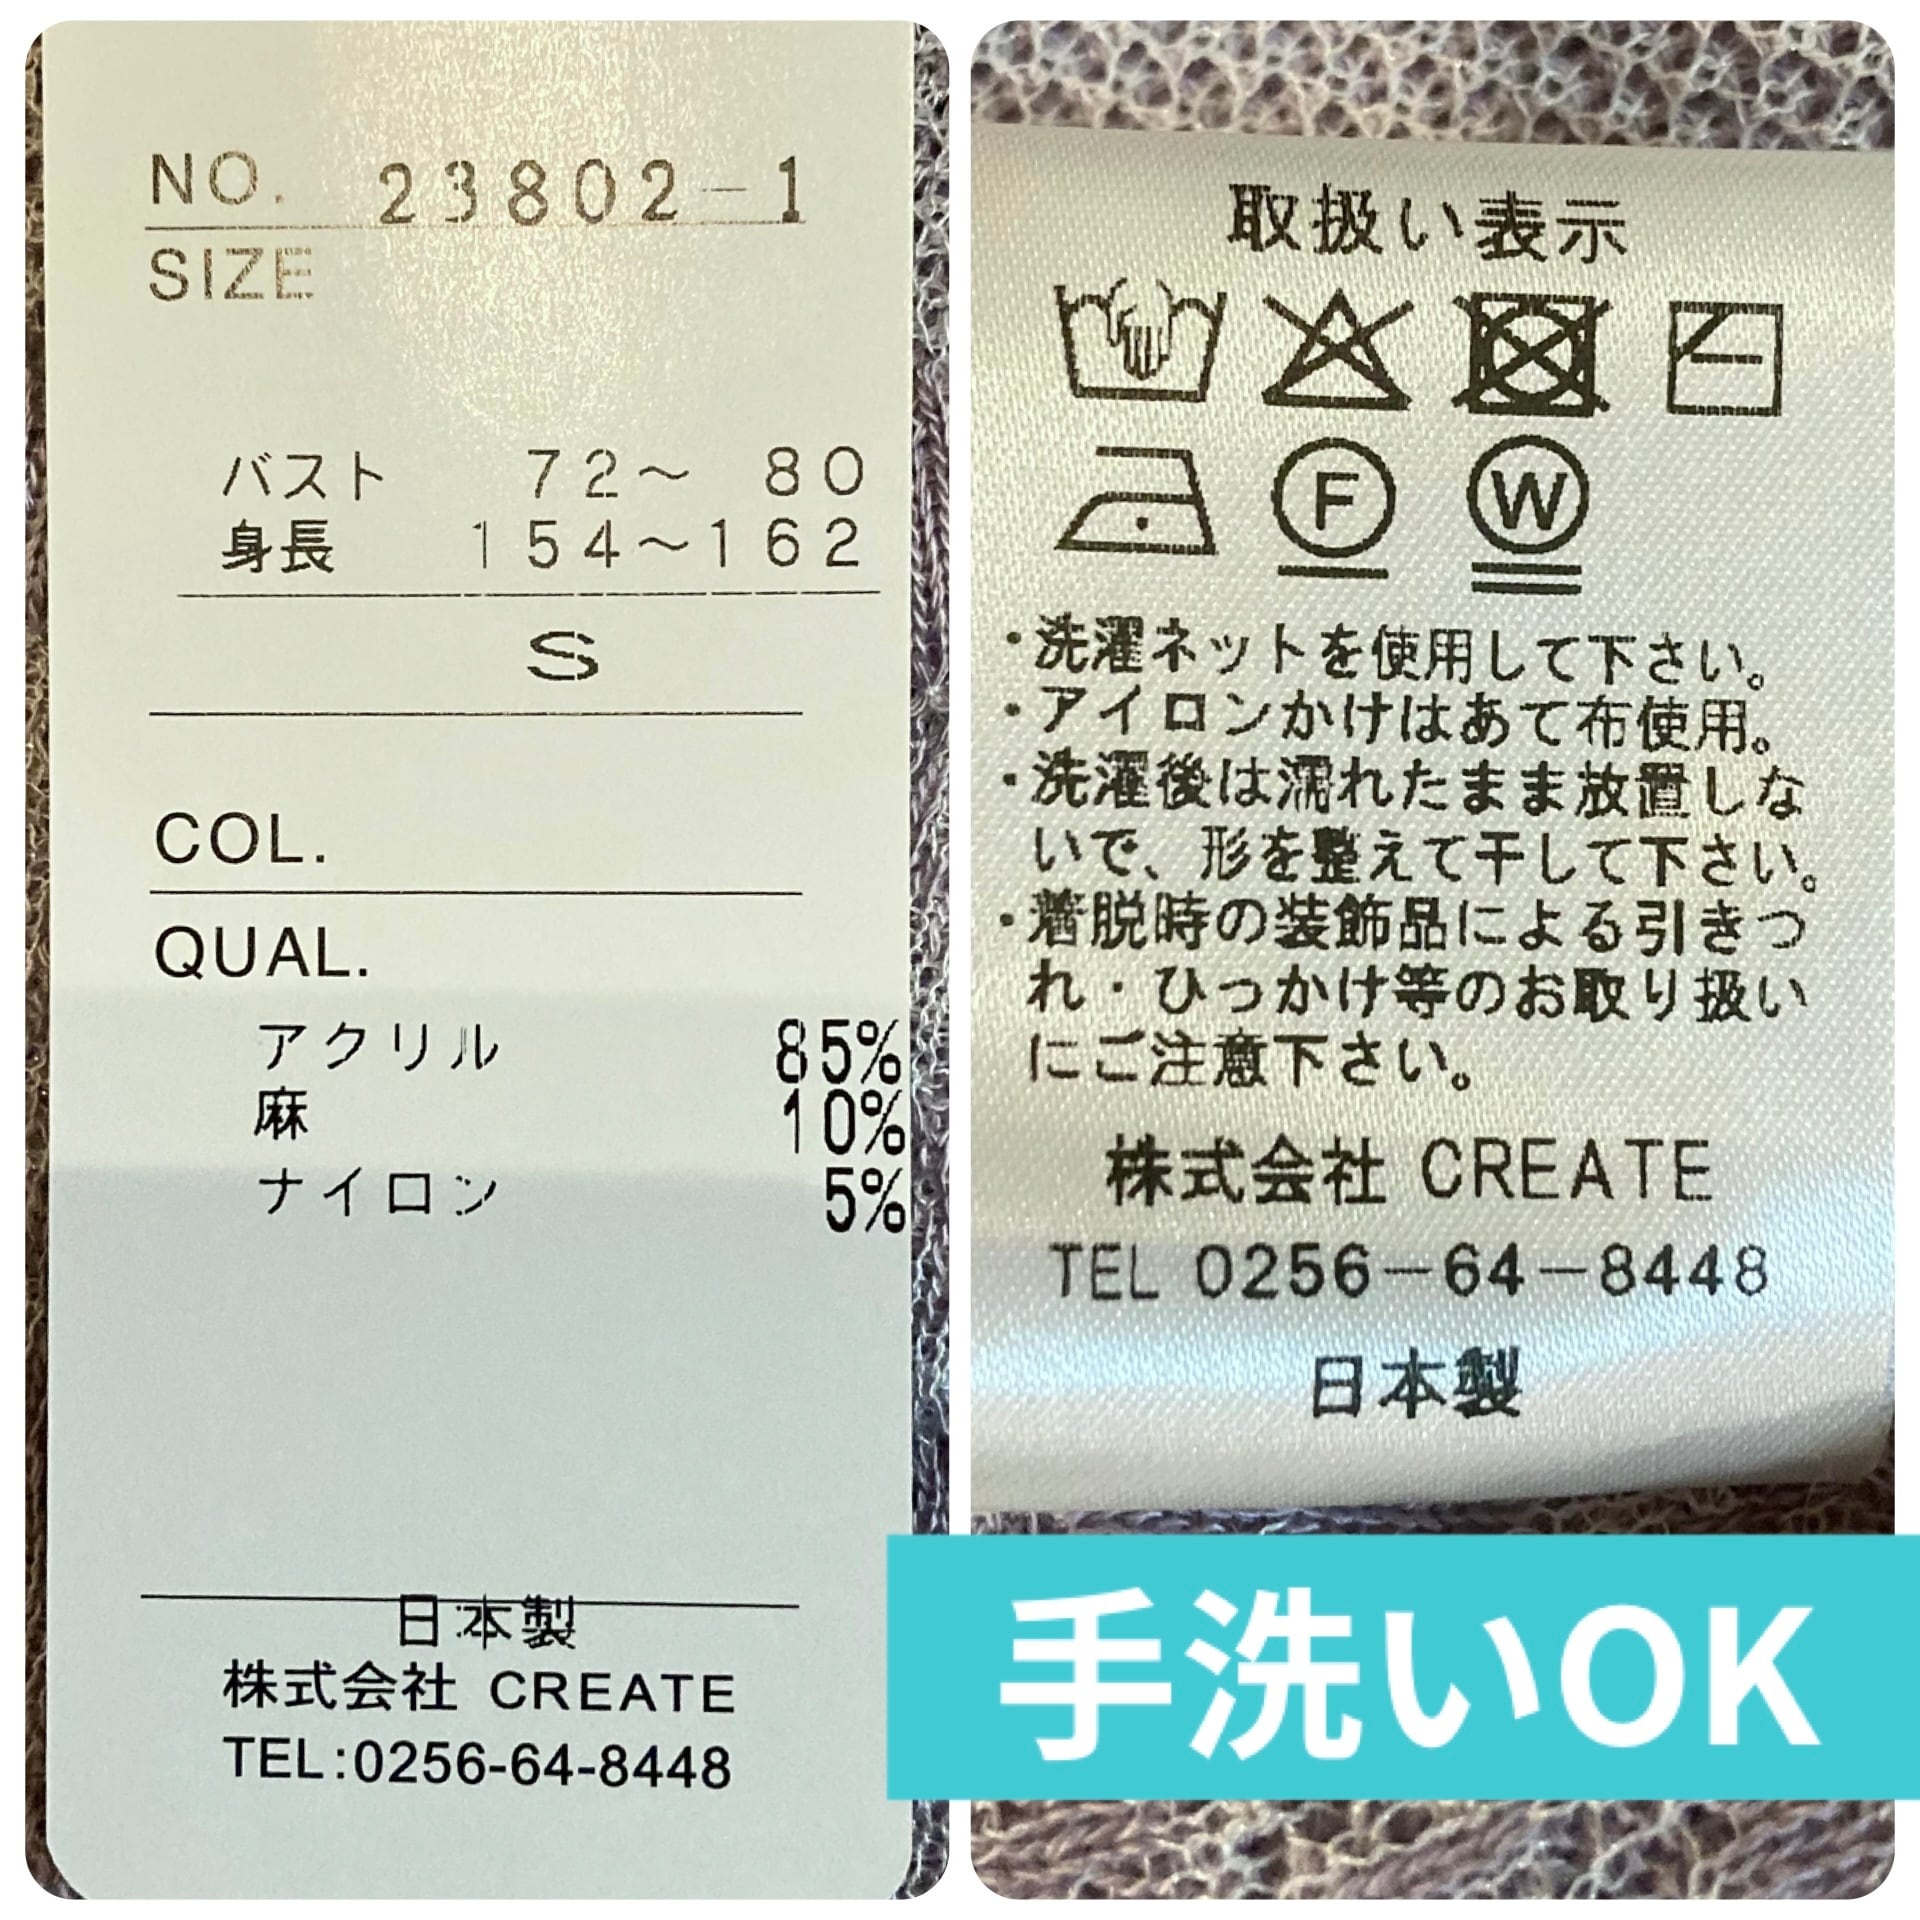 NO. 23802-1
SIZE
バスト 72～ 80
身長 154～162
S
COL.
QUAL.
アクリル 85%
麻 10%
ナイロン 5%
日本製
株式会社 CREATE
TEL:0256-64-8448
取扱い表示
F W
・洗濯ネットを使用して下さい。
・アイロンかけはあて布使用。
・洗濯後は濡れたまま放置しな
いで、形を整えて干して下さい。
・着脱時の装飾品による引きつ
れ・ひっかけ等のお取り扱い
にご注意下さい。
株式会社 CREATE
TEL 0256-64-8448
日本製
手洗いOK